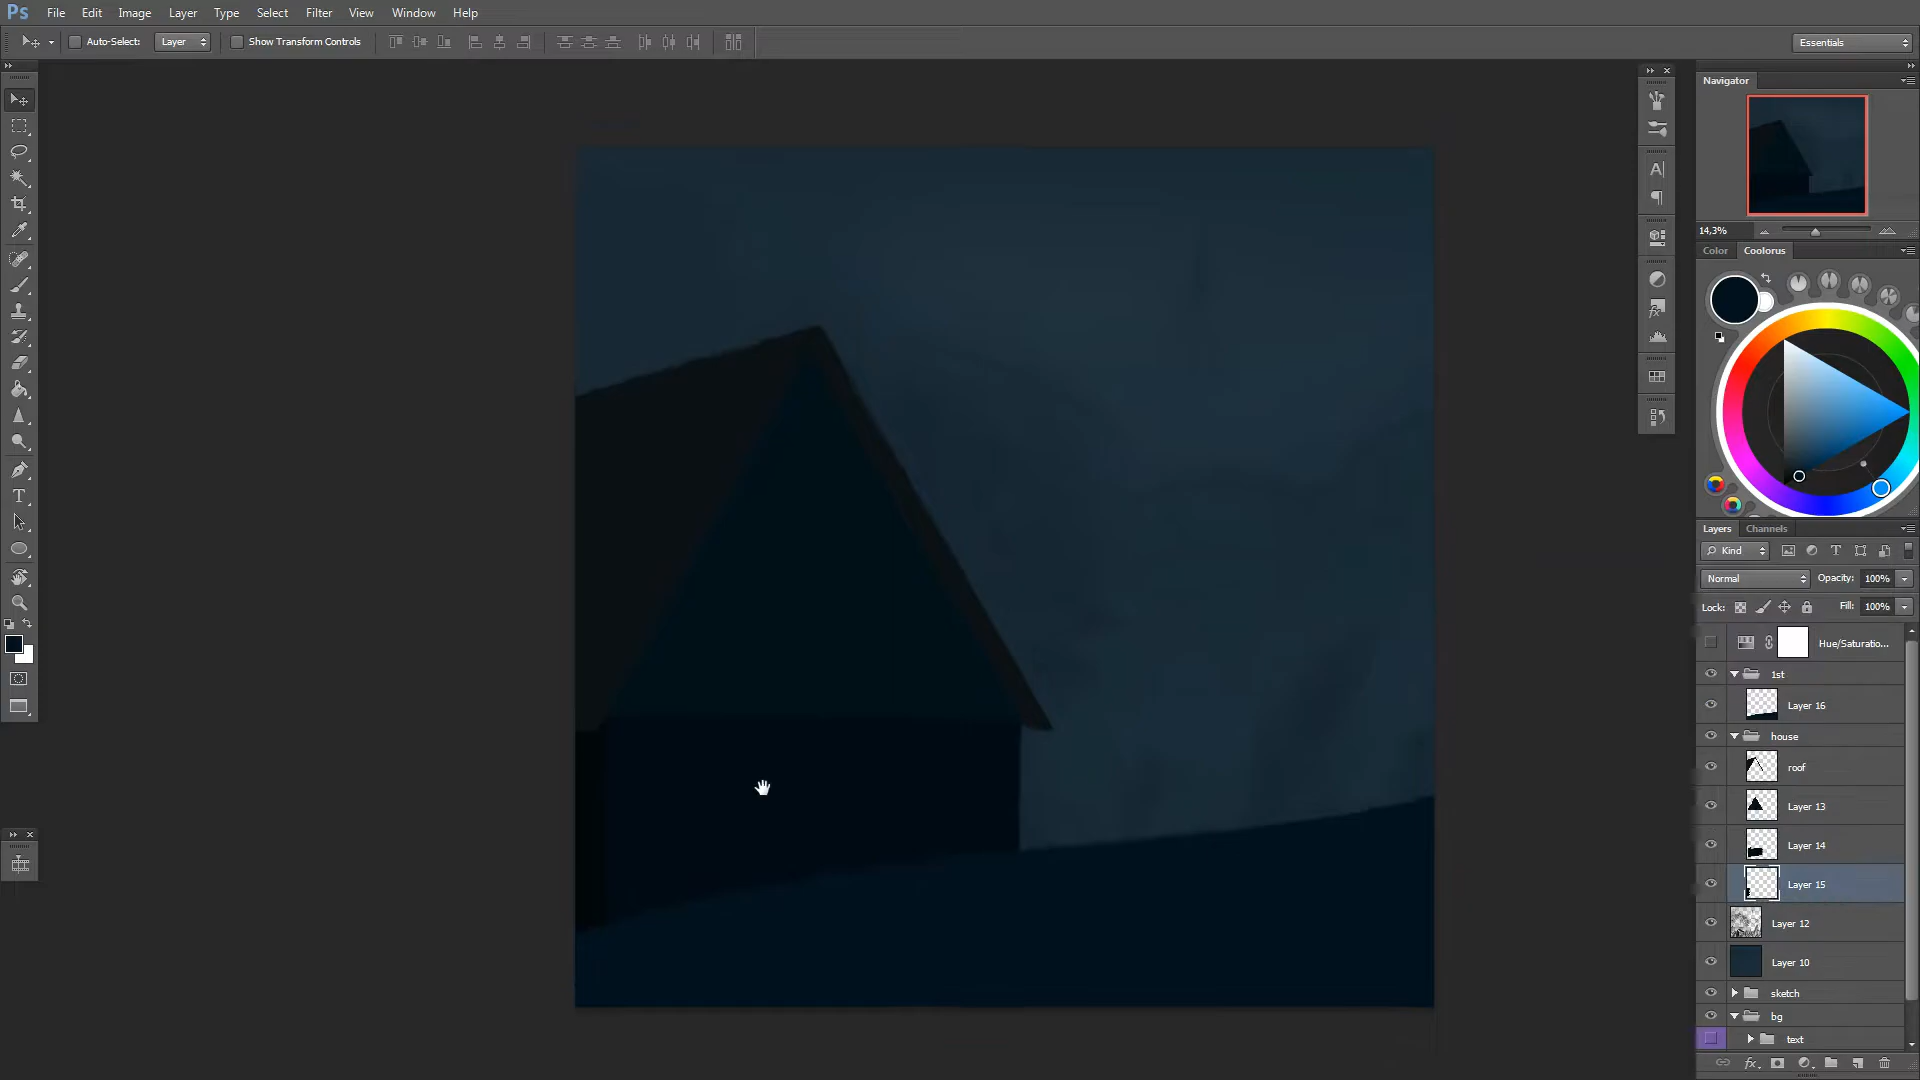 Ps File Edit Image Layer Type Select Filter View Window Help
Auto-Select: Layer Show Transform Controls Essentials
Navigator
14,3%
Color Coolorus
Layers Channels
Kind
Normal Opacity: 100%
Lock: Fill: 100%
Hue/Saturatio...
1st
Layer 16
house
roof
Layer 13
Layer 14
Layer 15
Layer 12
Layer 10
sketch
bg
text